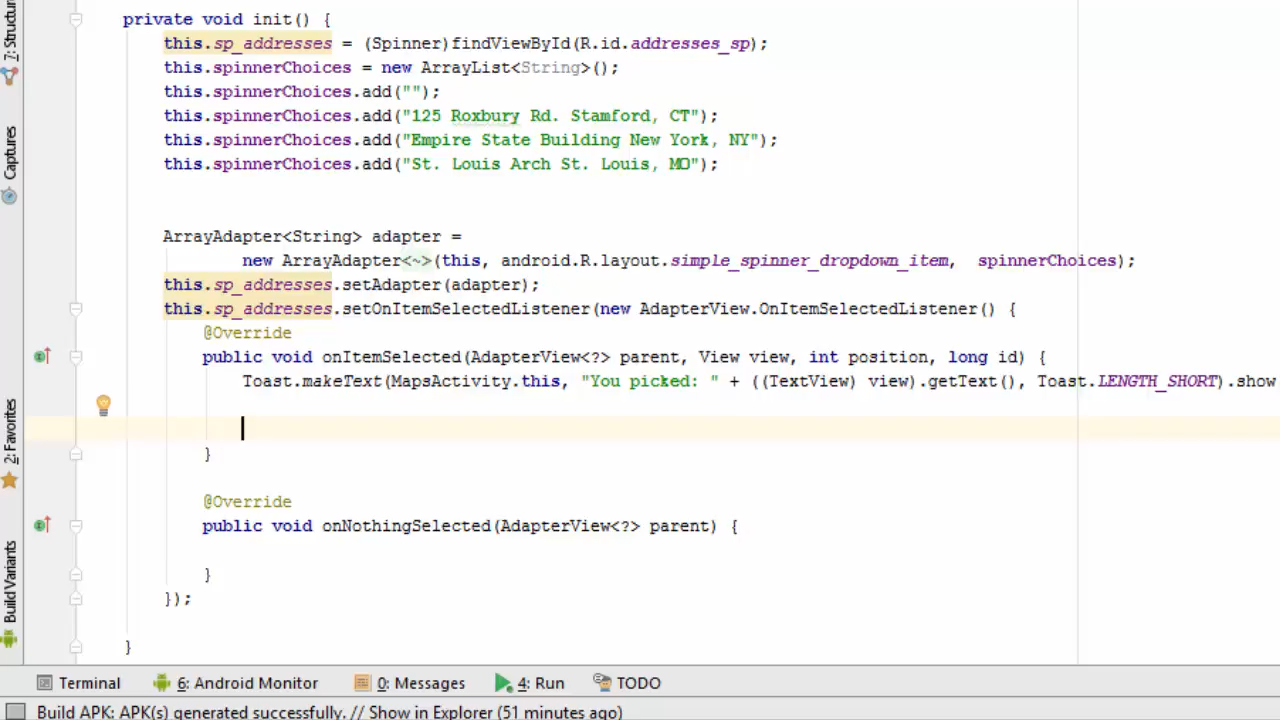 private void init() {
this.sp_addresses = (Spinner)findViewById(R.id.addresses_sp);
this.spinnerChoices = new ArrayList<String>();
this.spinnerChoices.add("");
this.spinnerChoices.add("125 Roxbury Rd. Stamford, CT");
this.spinnerChoices.add("Empire State Building New York, NY");
this.spinnerChoices.add("St. Louis Arch St. Louis, MO");
ArrayAdapter<String> adapter =
new ArrayAdapter<~>(this, android.R.layout.simple_spinner_dropdown_item, spinnerChoices);
this.sp_addresses.setAdapter(adapter);
this.sp_addresses.setOnItemSelectedListener(new AdapterView.OnItemSelectedListener() {
@Override
public void onItemSelected(AdapterView<?> parent, View view, int position, long id) {
Toast.makeText(MapsActivity.this, "You picked: " + ((TextView) view).getText(), Toast.LENGTH_SHORT).show
}
@Override
public void onNothingSelected(AdapterView<?> parent) {
}
});
}
7: Structure
Captures
2: Favorites
Build Variants
Terminal
6: Android Monitor
0: Messages
4: Run
TODO
Build APK: APK(s) generated successfully. // Show in Explorer (51 minutes ago)